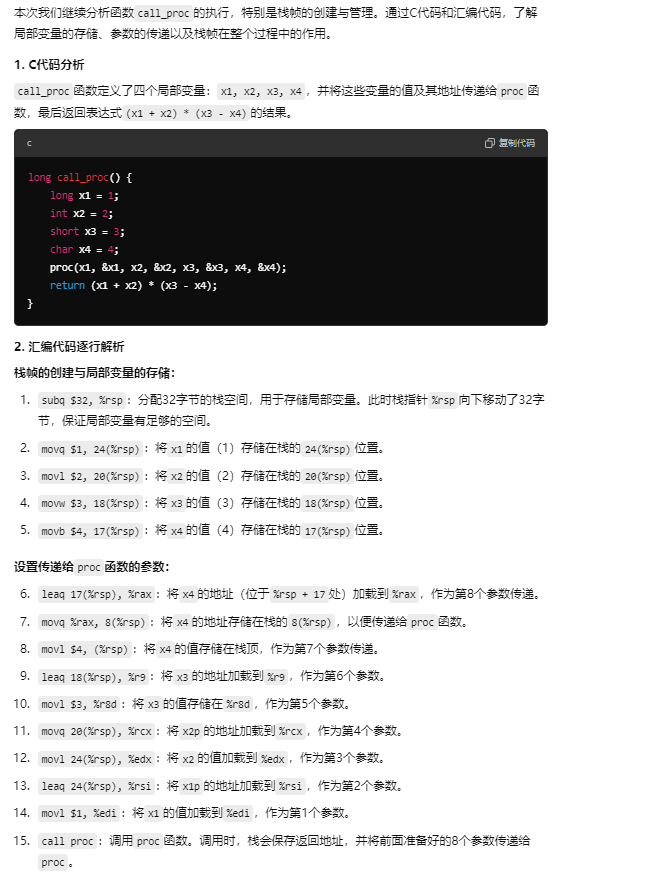 本次我们继续分析函数 call_proc 的执行，特别是栈帧的创建与管理。通过C代码和汇编代码，了解
局部变量的存储、参数的传递以及栈帧在整个过程中的作用。
1. C代码分析
call_proc 函数定义了四个局部变量：x1, x2, x3, x4，并将这些变量的值及其地址传递给 proc 函
数，最后返回表达式 (x1 + x2) * (x3 - x4) 的结果。
c 复制代码
long call_proc() {
    long x1 = 1;
    int x2 = 2;
    short x3 = 3;
    char x4 = 4;
    proc(x1, &x1, x2, &x2, x3, &x3, x4, &x4);
    return (x1 + x2) * (x3 - x4);
}
2. 汇编代码逐行解析
栈帧的创建与局部变量的存储：
1. subq $32, %rsp：分配32字节的栈空间，用于存储局部变量。此时栈指针 %rsp 向下移动了32字
节，保证局部变量有足够的空间。
2. movq $1, 24(%rsp)：将 x1 的值（1）存储在栈的 24(%rsp) 位置。
3. movl $2, 20(%rsp)：将 x2 的值（2）存储在栈的 20(%rsp) 位置。
4. movw $3, 18(%rsp)：将 x3 的值（3）存储在栈的 18(%rsp) 位置。
5. movb $4, 17(%rsp)：将 x4 的值（4）存储在栈的 17(%rsp) 位置。
设置传递给 proc 函数的参数：
6. leaq 17(%rsp), %rax：将 x4 的地址（位于 %rsp + 17 处）加载到 %rax，作为第8个参数传递。
7. movq %rax, 8(%rsp)：将 x4 的地址存储在栈的 8(%rsp)，以便传递给 proc 函数。
8. movl $4, (%rsp)：将 x4 的值存储在栈顶，作为第7个参数传递。
9. leaq 18(%rsp), %r9：将 x3 的地址加载到 %r9，作为第6个参数。
10. movl $3, %r8d：将 x3 的值存储在 %r8d，作为第5个参数。
11. movq 20(%rsp), %rcx：将 x2p 的地址加载到 %rcx，作为第4个参数。
12. movl 24(%rsp), %edx：将 x2 的值加载到 %edx，作为第3个参数。
13. leaq 24(%rsp), %rsi：将 x1p 的地址加载到 %rsi，作为第2个参数。
14. movl $1, %edi：将 x1 的值加载到 %edi，作为第1个参数。
15. call proc：调用 proc 函数。调用时，栈会保存返回地址，并将前面准备好的8个参数传递给
proc。